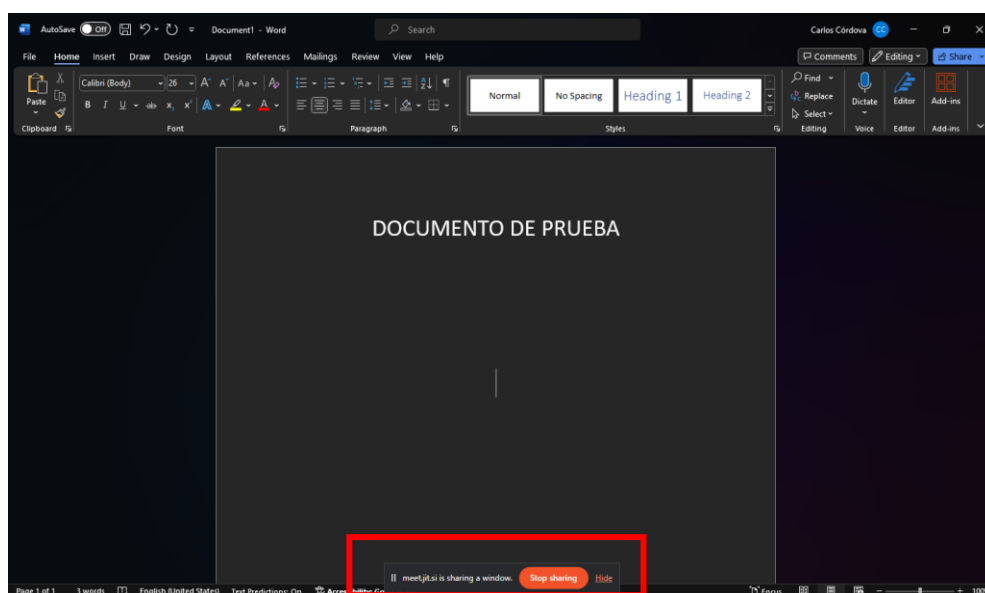 AutoSave Off Document1 - Word Search Carlos Córdova CC
File Home Insert Draw Design Layout References Mailings Review View Help Comments Editing Share
Paste Calibri (Body) 26 A A Aa A Normal No Spacing Heading 1 Heading 2 Find Replace Select Dictate Editor Add-ins
B I U ab x x A A
Clipboard Font Paragraph Styles Editing Voice Editor Add-ins
DOCUMENTO DE PRUEBA
meet.jit.si is sharing a window. Stop sharing Hide
Page 1 of 1 3 words English (United States) Text Predictions: On Focus 100%